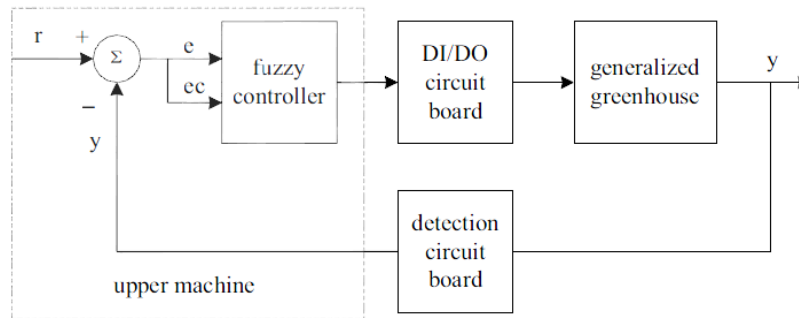 r
+
Σ
e
ec
fuzzy
controller
DI/DO
circuit
board
generalized
greenhouse
y
−
y
detection
circuit
board
upper machine